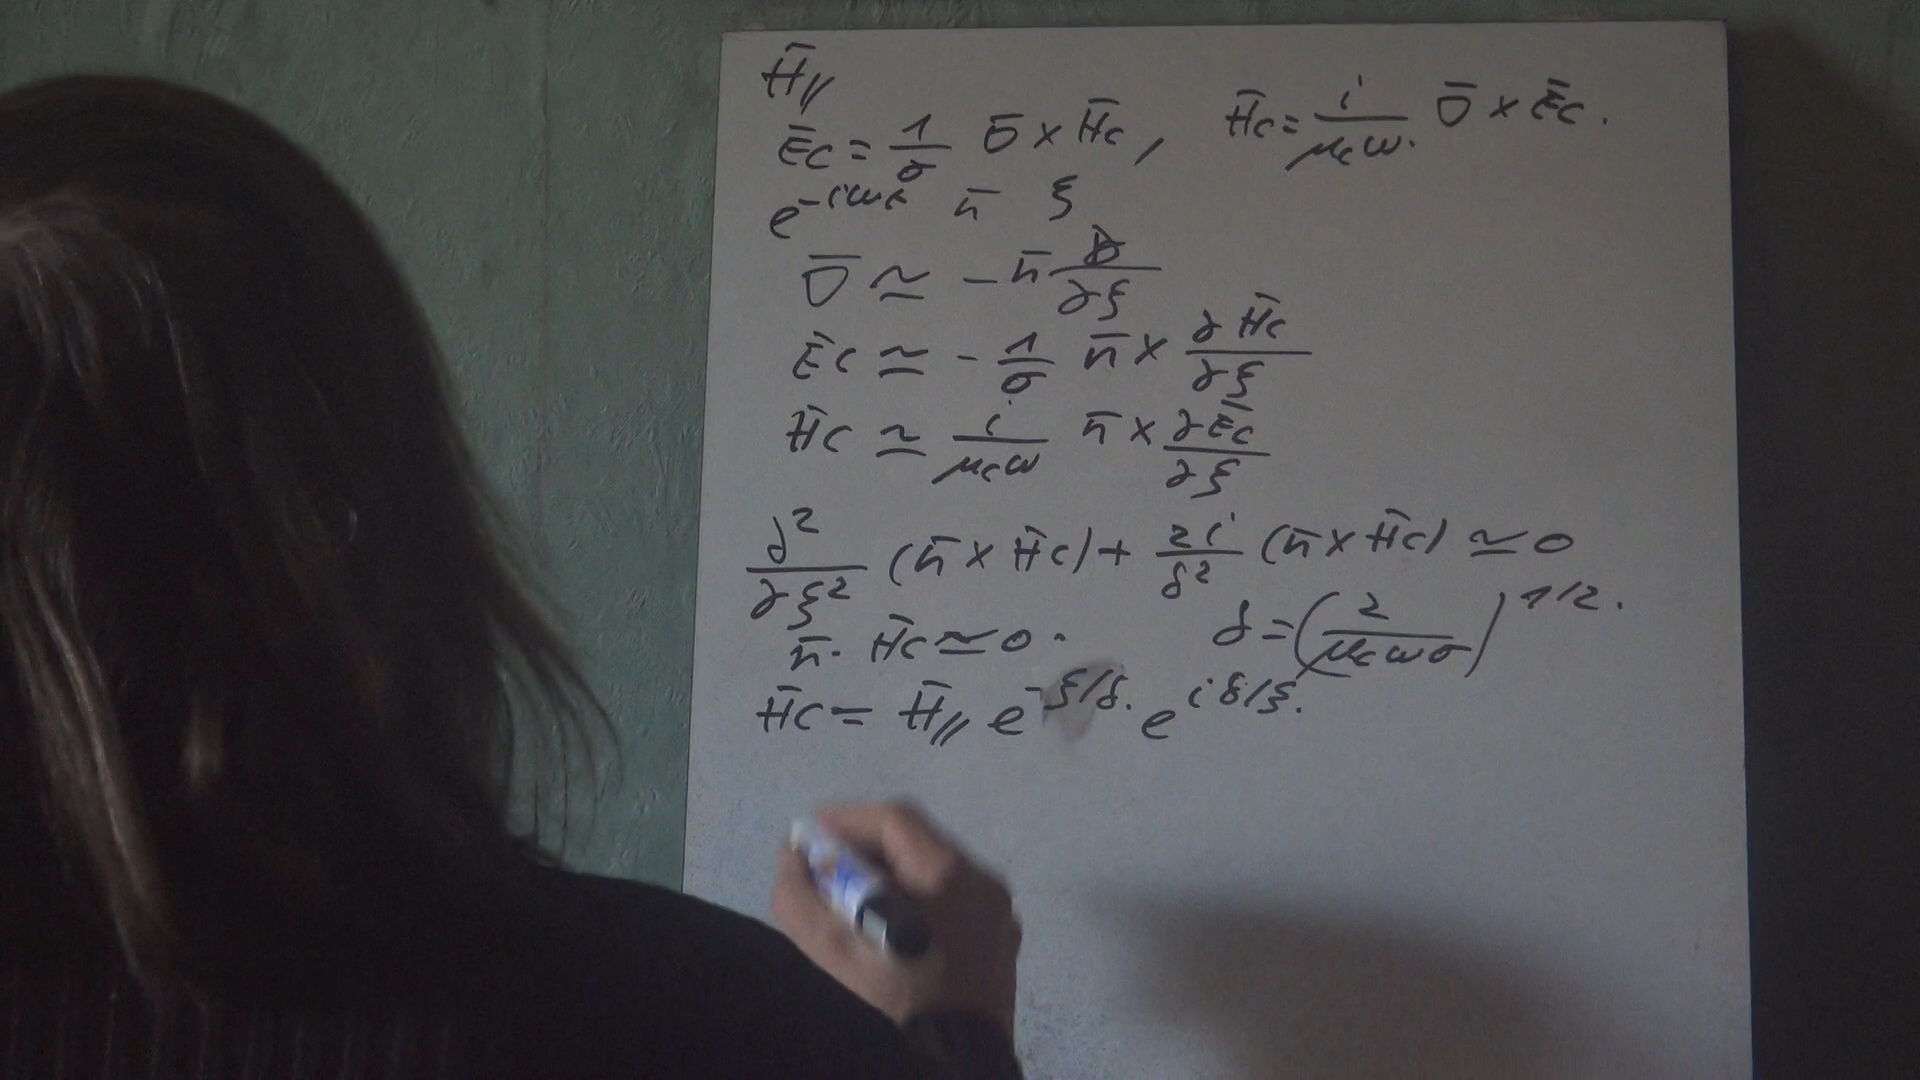 H̄∥
Ēc = 1/σ ∇̄ × H̄c, H̄c = i/μcω. ∇̄ × Ēc.
e^-iωt n̄ ξ
∇̄ ≃ -n̄ ∂/∂ξ
Ēc ≃ - 1/σ n̄ × ∂H̄c/∂ξ
H̄c ≃ i/μcω n̄ × ∂Ēc/∂ξ
∂²/∂ξ² (n̄ × H̄c) + 2i/δ² (n̄ × H̄c) ≃ 0
n̄ · H̄c ≃ 0. δ = (2/μcωσ)^1/2.
H̄c = H̄∥ e^-ξ/δ. e^iδ/ξ.